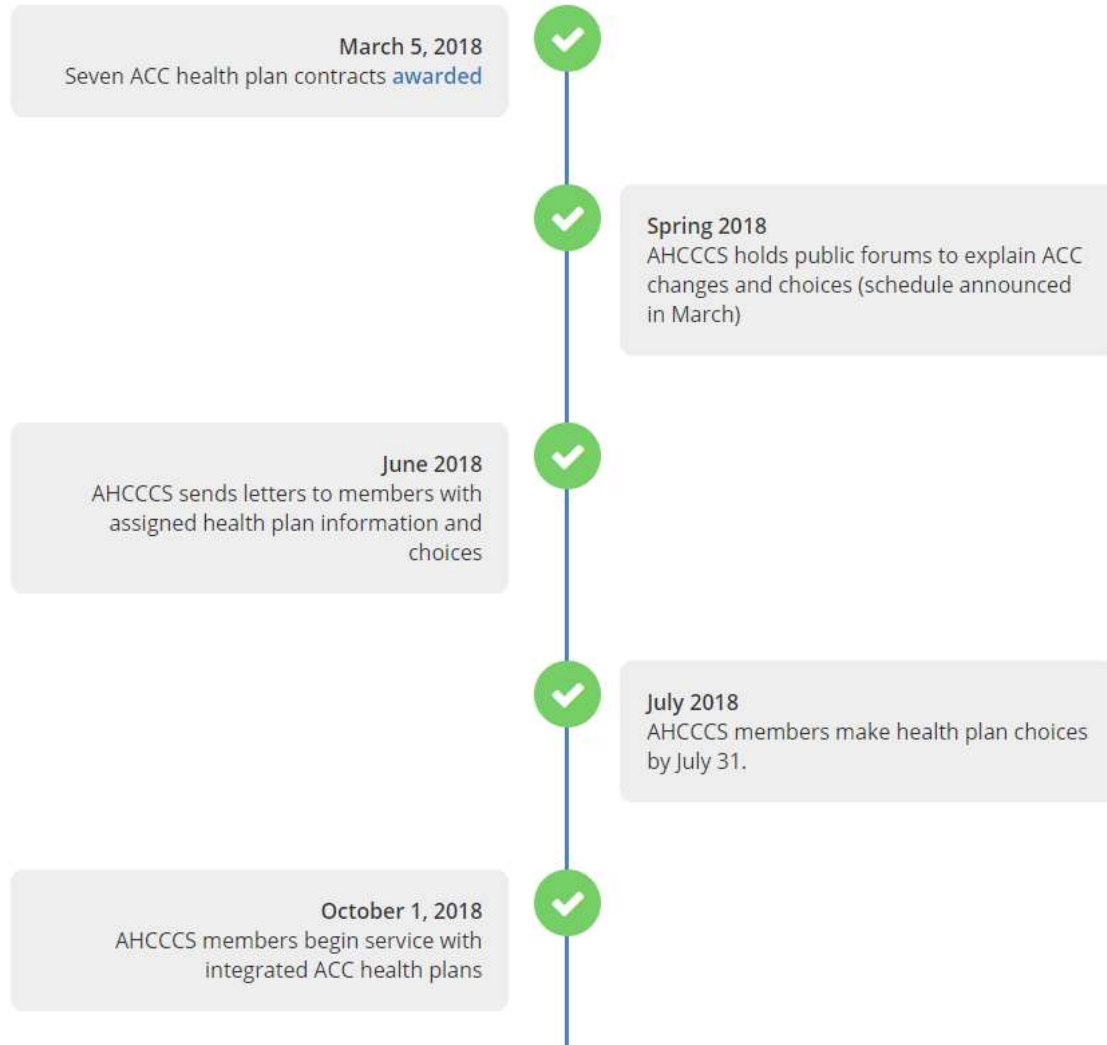 March 5, 2018
Seven ACC health plan contracts awarded
Spring 2018
AHCCCS holds public forums to explain ACC
changes and choices (schedule announced
in March)
June 2018
AHCCCS sends letters to members with
assigned health plan information and
choices
July 2018
AHCCCS members make health plan choices
by July 31.
October 1, 2018
AHCCCS members begin service with
integrated ACC health plans